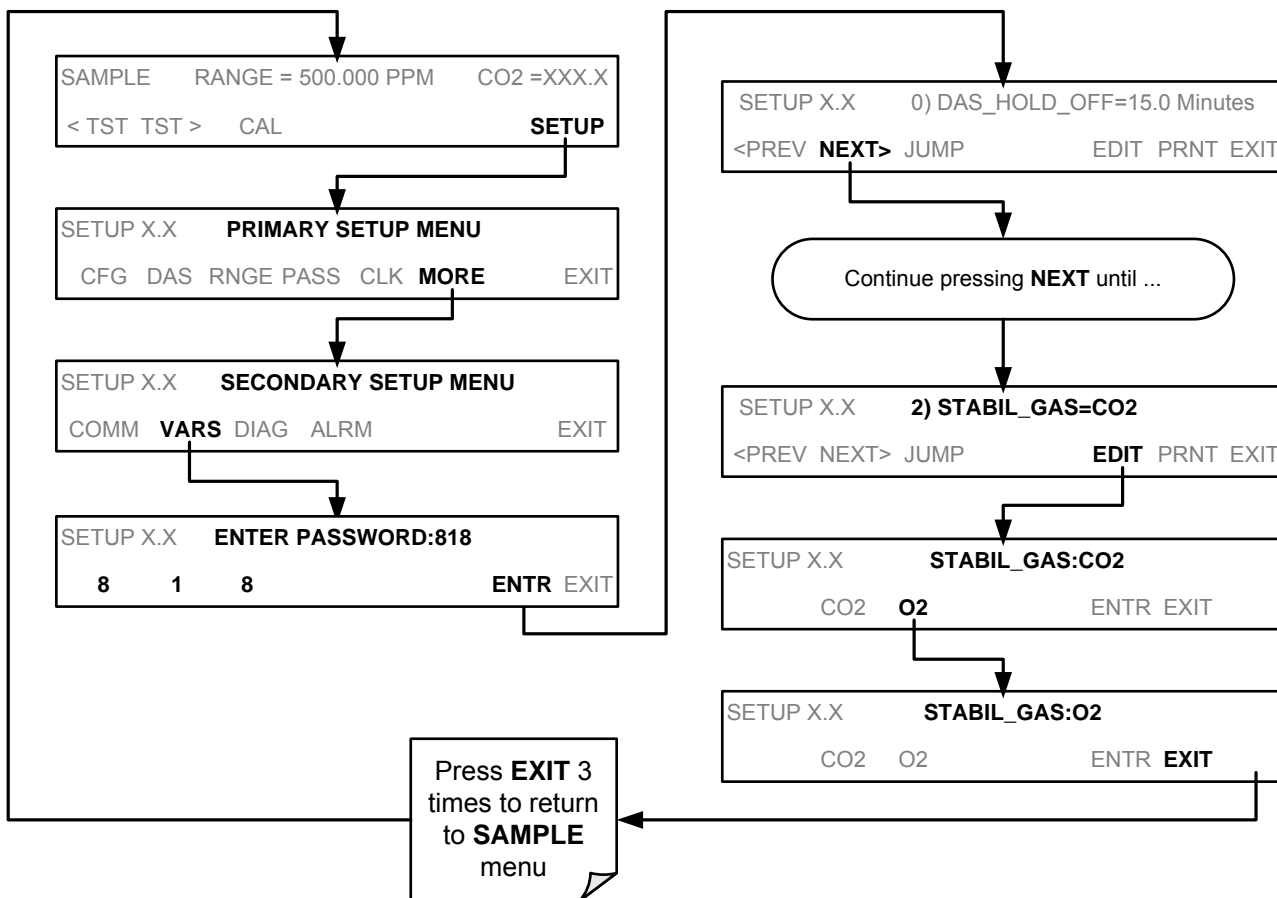 SAMPLE RANGE = 500.000 PPM CO2 =XXX.X
< TST TST > CAL SETUP
SETUP X.X PRIMARY SETUP MENU
CFG DAS RNGE PASS CLK MORE EXIT
SETUP X.X SECONDARY SETUP MENU
COMM VARS DIAG ALRM EXIT
SETUP X.X ENTER PASSWORD:818
8 1 8 ENTR EXIT
SETUP X.X 0) DAS_HOLD_OFF=15.0 Minutes
<PREV NEXT> JUMP EDIT PRNT EXIT
Continue pressing NEXT until ...
SETUP X.X 2) STABIL_GAS=CO2
<PREV NEXT> JUMP EDIT PRNT EXIT
SETUP X.X STABIL_GAS:CO2
CO2 O2 ENTR EXIT
SETUP X.X STABIL_GAS:O2
CO2 O2 ENTR EXIT
Press EXIT 3
times to return
to SAMPLE
menu